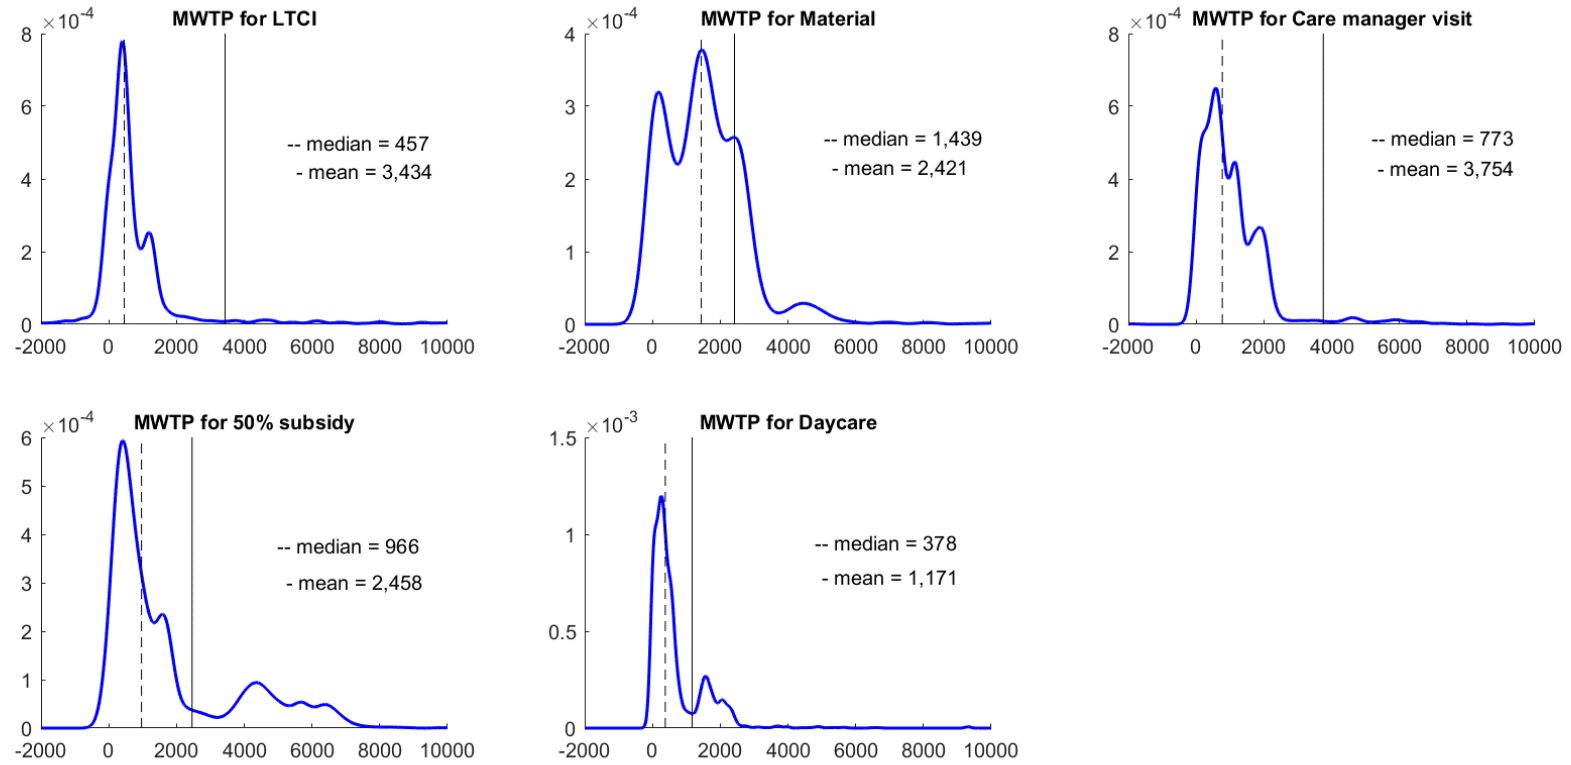 MWTP for LTCI
×10-4
8
6
4
2
0
-2000 0 2000 4000 6000 8000 10000
-- median = 457
- mean = 3,434
MWTP for Material
×10-4
4
3
2
1
0
-2000 0 2000 4000 6000 8000 10000
-- median = 1,439
- mean = 2,421
MWTP for Care manager visit
×10-4
8
6
4
2
0
-2000 0 2000 4000 6000 8000 10000
-- median = 773
- mean = 3,754
MWTP for 50% subsidy
×10-4
6
5
4
3
2
1
0
-2000 0 2000 4000 6000 8000 10000
-- median = 966
- mean = 2,458
MWTP for Daycare
×10-3
1.5
1
0.5
0
-2000 0 2000 4000 6000 8000 10000
-- median = 378
- mean = 1,171